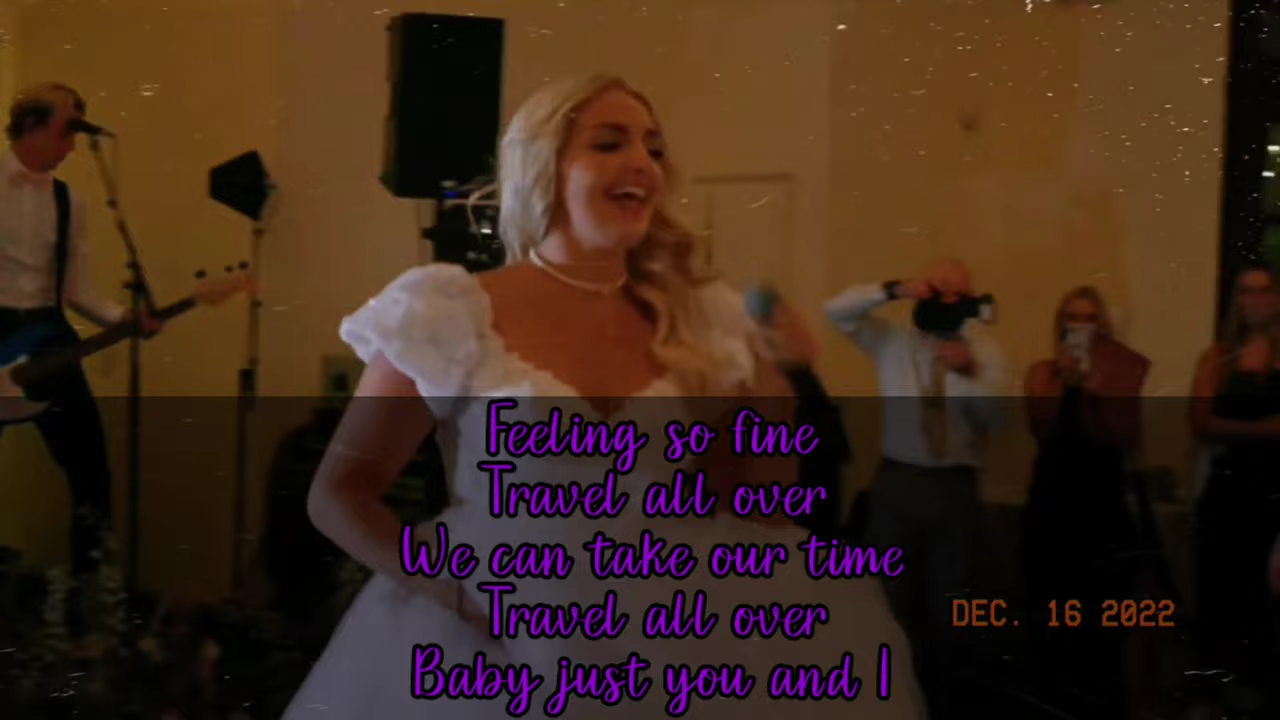 Feeling so fine
Travel all over
We can take our time
Travel all over
DEC. 16 2022
Baby just you and I